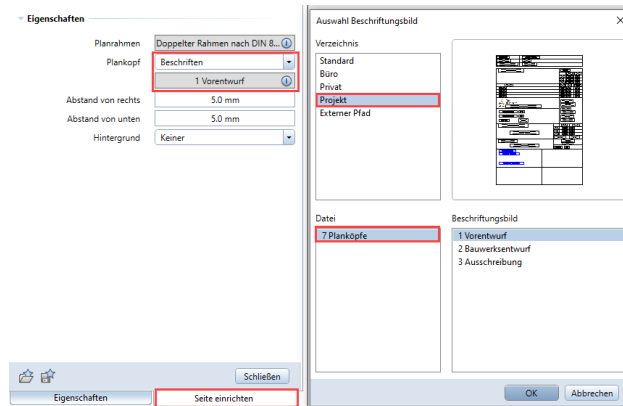 Eigenschaften
Planrahmen
Doppelter Rahmen nach DIN 8...
Plankopf
Beschriften
1 Vorentwurf
Abstand von rechts
5.0 mm
Abstand von unten
5.0 mm
Hintergrund
Keiner
Schließen
Eigenschaften
Seite einrichten
Auswahl Beschriftungsbild
Verzeichnis
Standard
Büro
Privat
Projekt
Externer Pfad
Datei
7 Planköpfe
Beschriftungsbild
1 Vorentwurf
2 Bauwerksentwurf
3 Ausschreibung
OK
Abbrechen